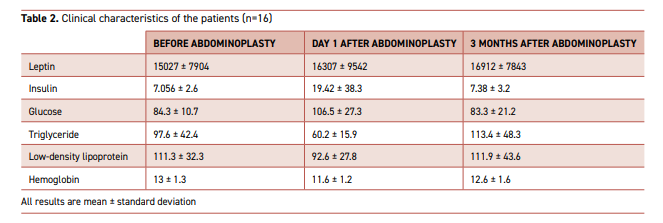 Table 2. Clinical characteristics of the patients (n=16)
BEFORE ABDOMINOPLASTY DAY 1 AFTER ABDOMINOPLASTY 3 MONTHS AFTER ABDOMINOPLASTY
Leptin 15027 ± 7904 16307 ± 9542 16912 ± 7843
Insulin 7.056 ± 2.6 19.42 ± 38.3 7.38 ± 3.2
Glucose 84.3 ± 10.7 106.5 ± 27.3 83.3 ± 21.2
Triglyceride 97.6 ± 42.4 60.2 ± 15.9 113.4 ± 48.3
Low-density lipoprotein 111.3 ± 32.3 92.6 ± 27.8 111.9 ± 43.6
Hemoglobin 13 ± 1.3 11.6 ± 1.2 12.6 ± 1.6
All results are mean ± standard deviation